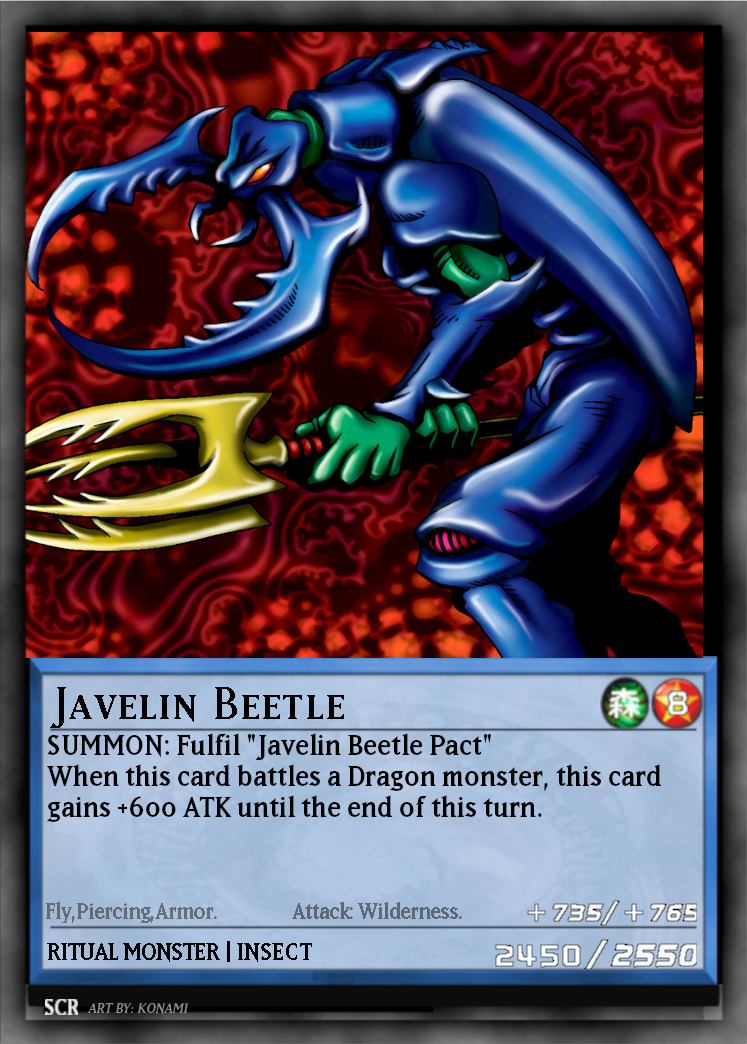 JAVELIN BEETLE 森 8
SUMMON: Fulfil "Javelin Beetle Pact"
When this card battles a Dragon monster, this card
gains +600 ATK until the end of this turn.
Fly,Piercing,Armor. Attack: Wilderness. +735/+765
RITUAL MONSTER | INSECT 2450/2550
SCR ART BY: KONAMI